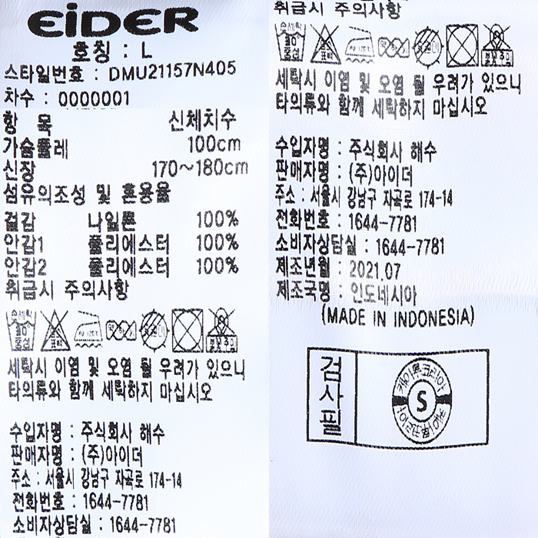 EiDER
호칭 : L
스타일번호 : DMU21157N405
차수 : 0000001
항 목 신체치수
가슴둘레 100cm
신장 170~180cm
섬유의조성 및 혼용율
겉감 나일론 100%
안감1 폴리에스터 100%
안감2 폴리에스터 100%
취급시 주의사항
세탁시 이염 및 오염 될 우려가 있으니
타의류와 함께 세탁하지 마십시오
수입자명 : 주식회사 해수
판매자명 : (주)아이더
주소 : 서울시 강남구 자곡로 174-14
전화번호 : 1644-7781
소비자상담실 : 1644-7781
취급시 주의사항
세탁시 이염 및 오염 될 우려가 있으니
타의류와 함께 세탁하지 마십시오
수입자명 : 주식회사 해수
판매자명 : (주)아이더
주소 : 서울시 강남구 자곡로 174-14
전화번호 : 1644-7781
소비자상담실 : 1644-7781
제조년월 : 2021.07
제조국명 : 인도네시아
(MADE IN INDONESIA)
검사필
S